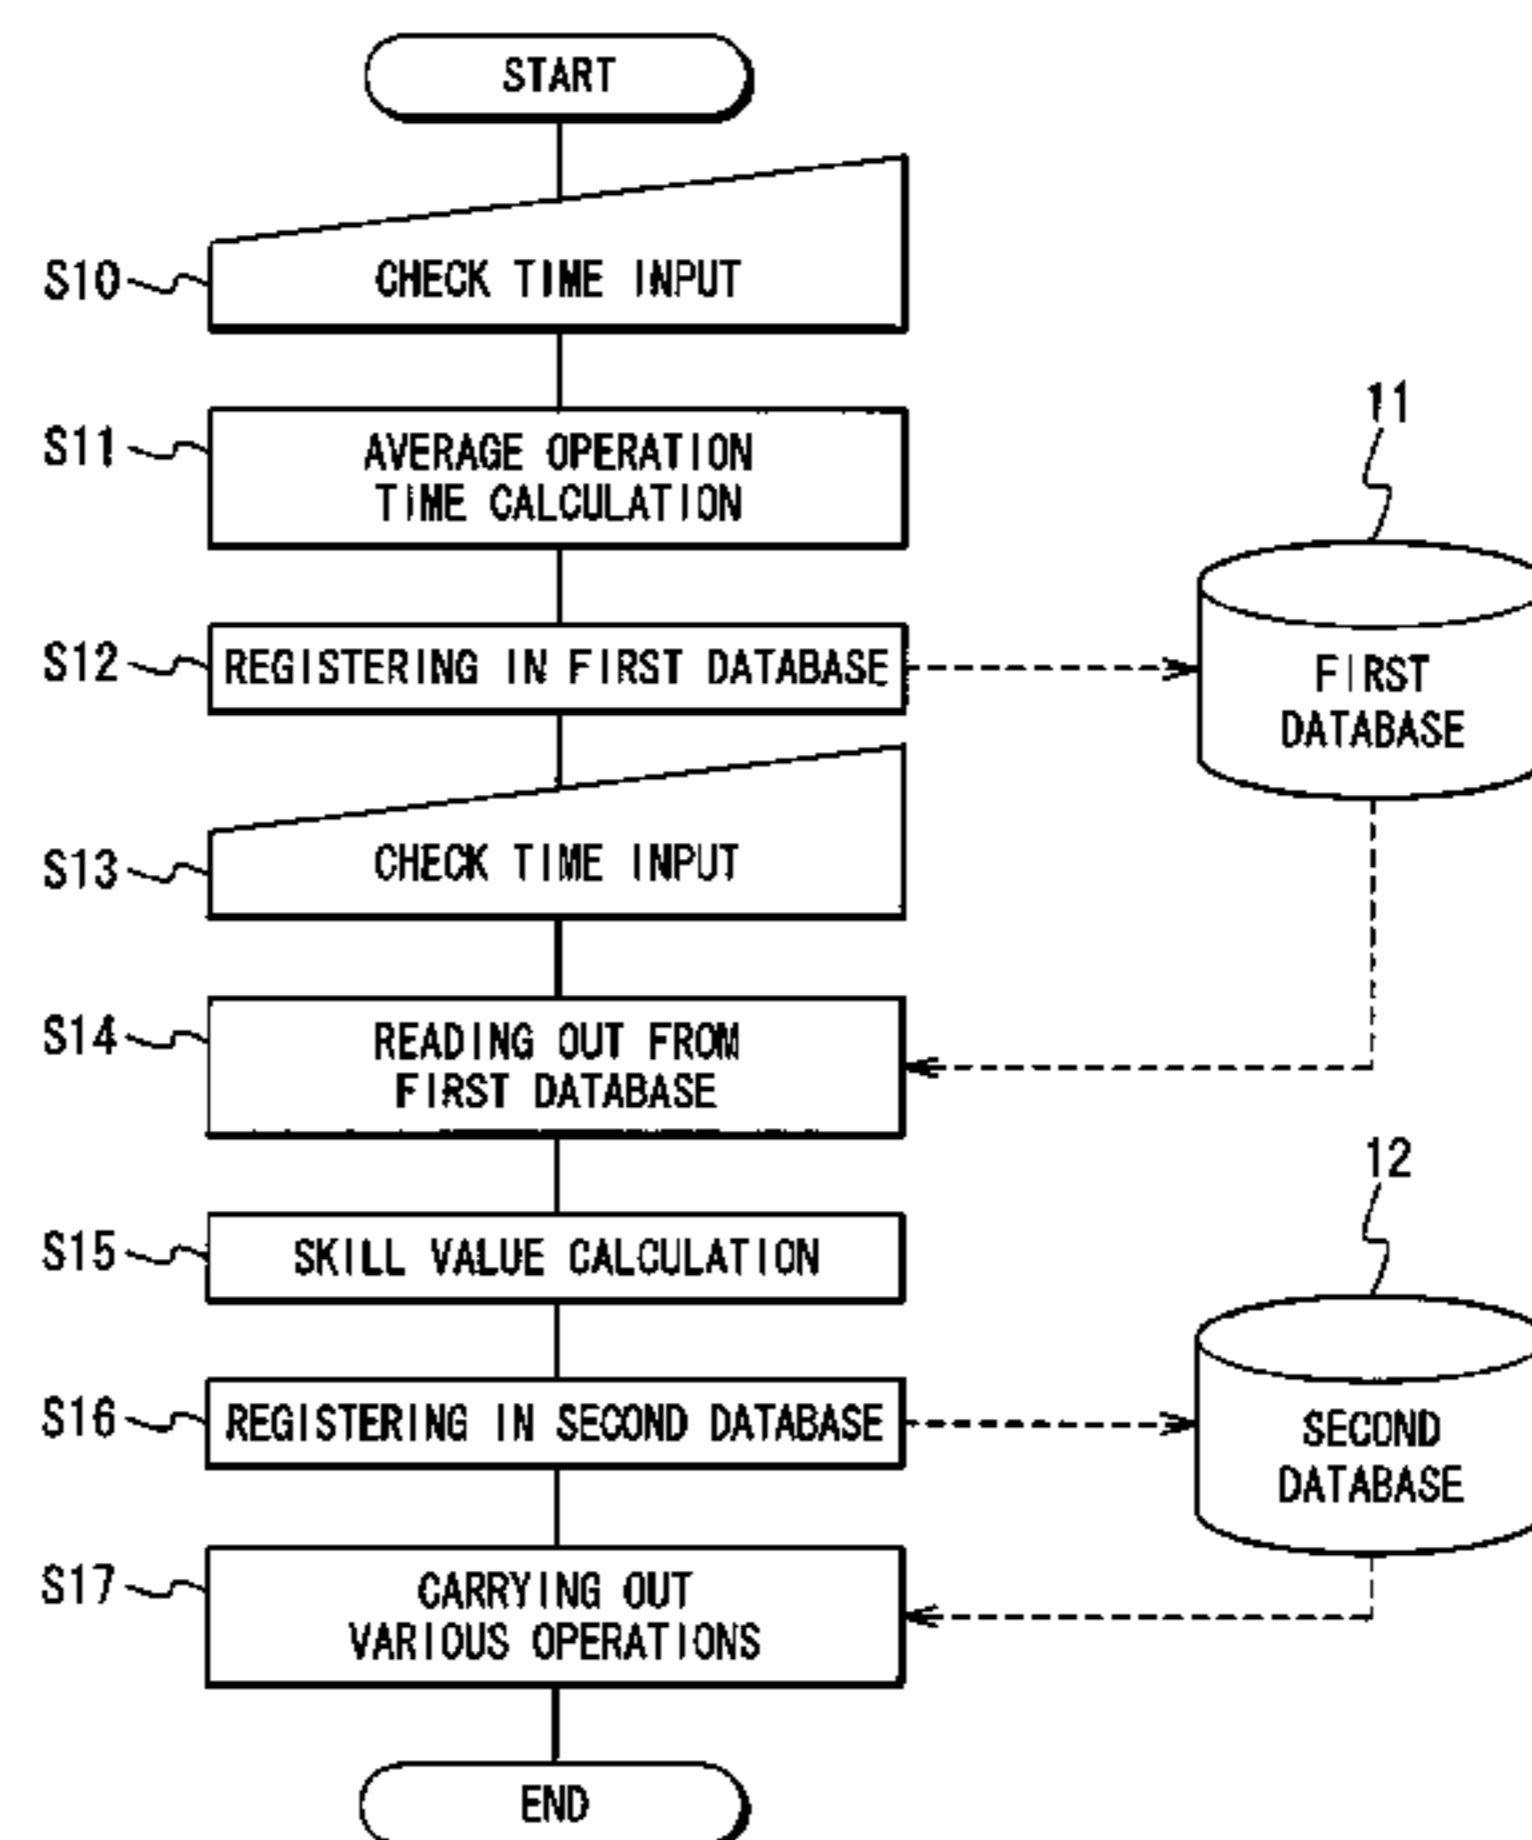 START
S10
CHECK TIME INPUT
S11
AVERAGE OPERATION
TIME CALCULATION
11
S12
REGISTERING IN FIRST DATABASE
FIRST
DATABASE
S13
CHECK TIME INPUT
S14
READING OUT FROM
FIRST DATABASE
12
S15
SKILL VALUE CALCULATION
S16
REGISTERING IN SECOND DATABASE
SECOND
DATABASE
S17
CARRYING OUT
VARIOUS OPERATIONS
END